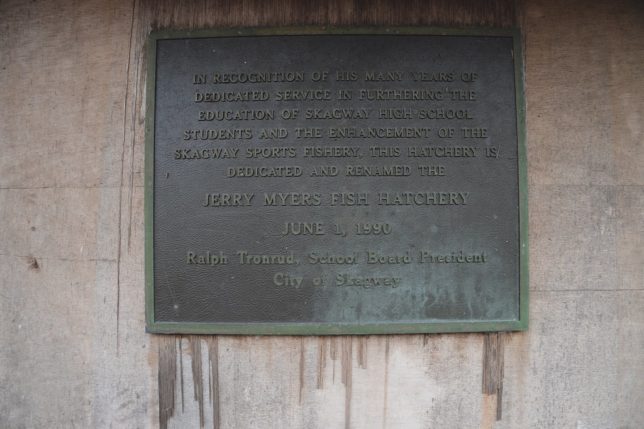 IN RECOGNITION OF HIS MANY YEARS OF
DEDICATED SERVICE IN FURTHERING THE
EDUCATION OF SKAGWAY HIGH SCHOOL
STUDENTS AND THE ENHANCEMENT OF THE
SKAGWAY SPORTS FISHERY, THIS HATCHERY IS
DEDICATED AND RENAMED THE
JERRY MYERS FISH HATCHERY
JUNE 1, 1990
Ralph Tronrud, School Board President
City of Skagway